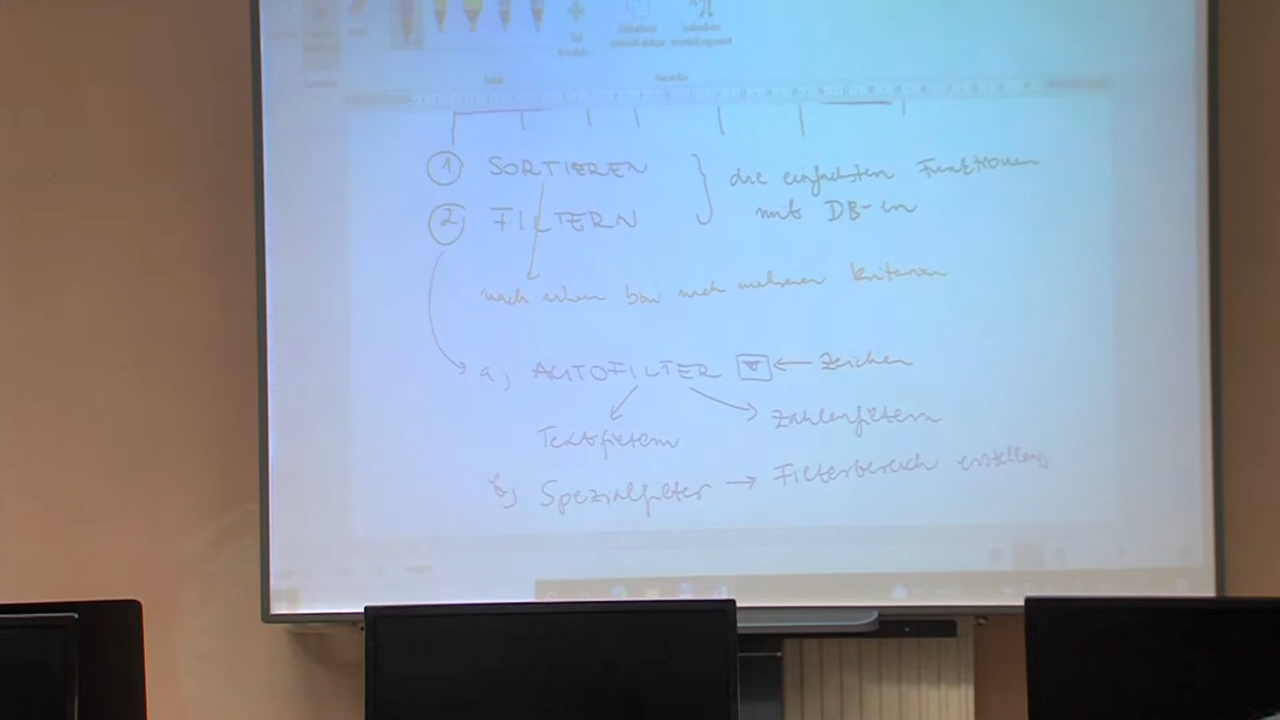 ① SORTIEREN } die einfachsten Funktionen
② FILTERN mit DB-en
nach einem bzw nach mehreren Kriterien
a) AUTOFILTER ▼ ← Zeichen
Textfiltern Zahlenfiltern
b) Spezialfilter → Filterbereich erstellen